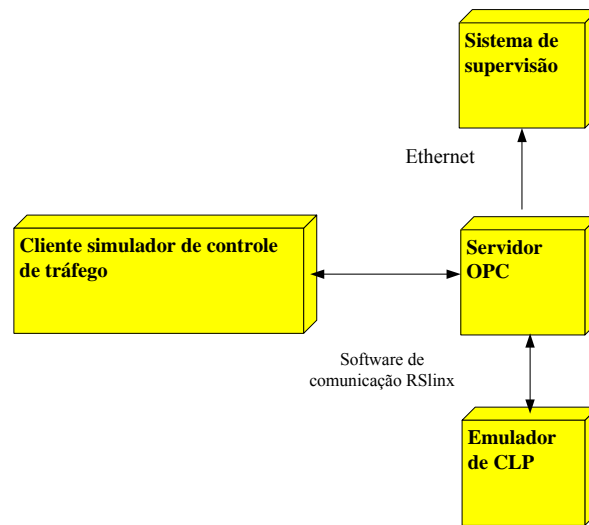 Sistema de
supervisão
Ethernet
Cliente simulador de controle
de tráfego
Servidor
OPC
Software de
comunicação RSlinx
Emulador
de CLP